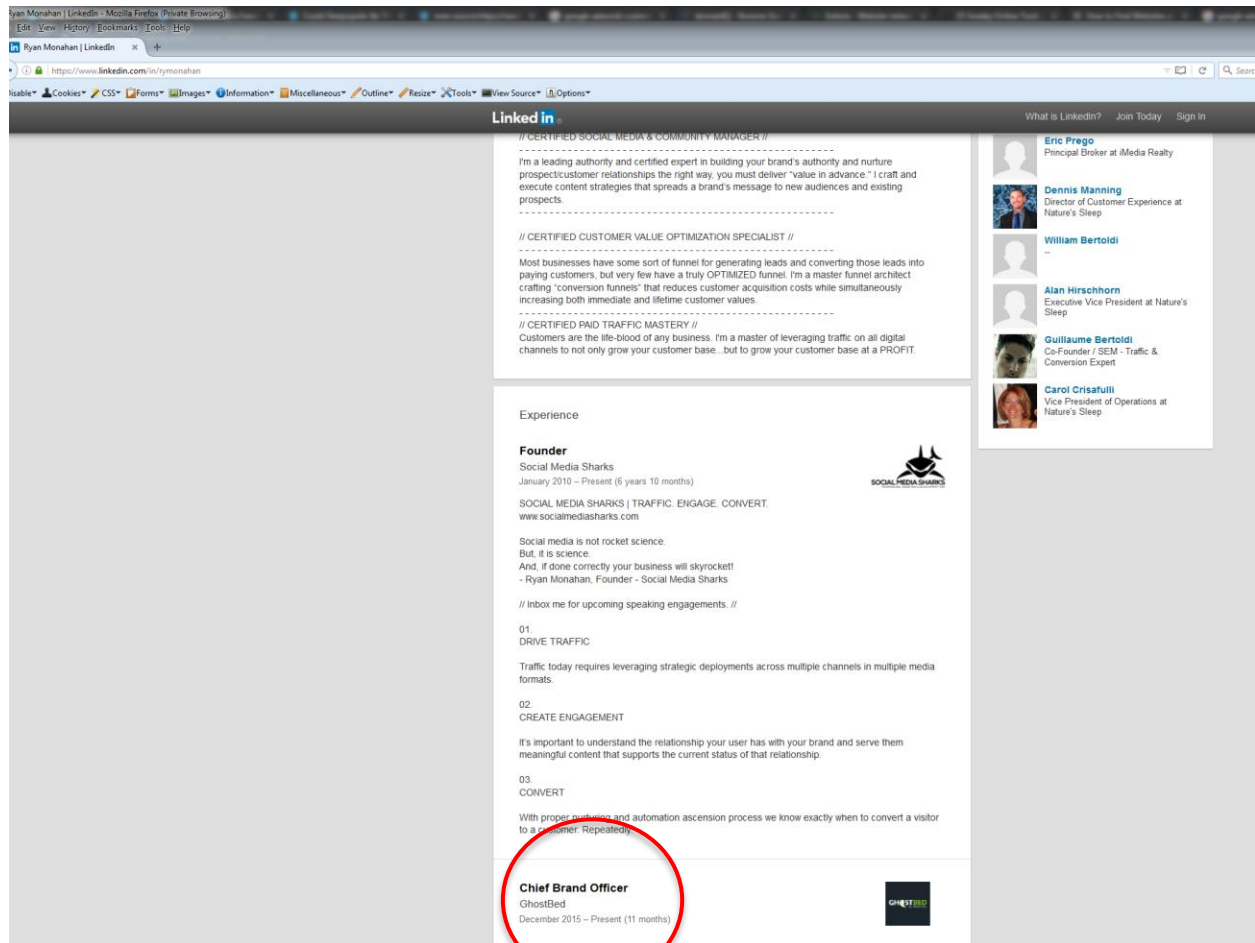 Ryan Monahan | LinkedIn - Mozilla Firefox (Private Browsing)
Edit View History Bookmarks Tools Help
in Ryan Monahan | LinkedIn × +
https://www.linkedin.com/in/rymonahan
Disable Cookies CSS Forms Images Information Miscellaneous Outline Resize Tools View Source Options
Linked in
What is LinkedIn? Join Today Sign In
// CERTIFIED SOCIAL MEDIA & COMMUNITY MANAGER //
- - - - - - - - - - - - - - - - - - - - - - - - - - - - - - - - - - - - - - - - - - - - - - - - - - - -
I'm a leading authority and certified expert in building your brand's authority and nurture
prospect/customer relationships the right way, you must deliver "value in advance." I craft and
execute content strategies that spreads a brand's message to new audiences and existing
prospects.
- - - - - - - - - - - - - - - - - - - - - - - - - - - - - - - - - - - - - - - - - - - - - - - - - - - -
// CERTIFIED CUSTOMER VALUE OPTIMIZATION SPECIALIST //
- - - - - - - - - - - - - - - - - - - - - - - - - - - - - - - - - - - - - - - - - - - - - - - - - - - -
Most businesses have some sort of funnel for generating leads and converting those leads into
paying customers, but very few have a truly OPTIMIZED funnel. I'm a master funnel architect
crafting "conversion funnels" that reduces customer acquisition costs while simultaneously
increasing both immediate and lifetime customer values.
- - - - - - - - - - - - - - - - - - - - - - - - - - - - - - - - - - - - - - - - - - - - - - - - - - - -
// CERTIFIED PAID TRAFFIC MASTERY //
Customers are the life-blood of any business. I'm a master of leveraging traffic on all digital
channels to not only grow your customer base...but to grow your customer base at a PROFIT.
Eric Prego
Principal Broker at iMedia Realty
Dennis Manning
Director of Customer Experience at
Nature's Sleep
William Bertoldi
--
Alan Hirschhorn
Executive Vice President at Nature's
Sleep
Guillaume Bertoldi
Co-Founder / SEM - Traffic &
Conversion Expert
Carol Crisafulli
Vice President of Operations at
Nature's Sleep
Experience
Founder
Social Media Sharks
January 2010 – Present (6 years 10 months)
SOCIAL MEDIA SHARKS
SOCIAL MEDIA SHARKS | TRAFFIC. ENGAGE. CONVERT.
www.socialmediasharks.com
Social media is not rocket science.
But, it is science.
And, if done correctly your business will skyrocket!
- Ryan Monahan, Founder - Social Media Sharks
// Inbox me for upcoming speaking engagements. //
01.
DRIVE TRAFFIC
Traffic today requires leveraging strategic deployments across multiple channels in multiple media
formats.
02.
CREATE ENGAGEMENT
It's important to understand the relationship your user has with your brand and serve them
meaningful content that supports the current status of that relationship.
03.
CONVERT
With proper nurturing and automation ascension process we know exactly when to convert a visitor
to a customer. Repeatedly
Chief Brand Officer
GhostBed
December 2015 – Present (11 months)
GHOSTBED